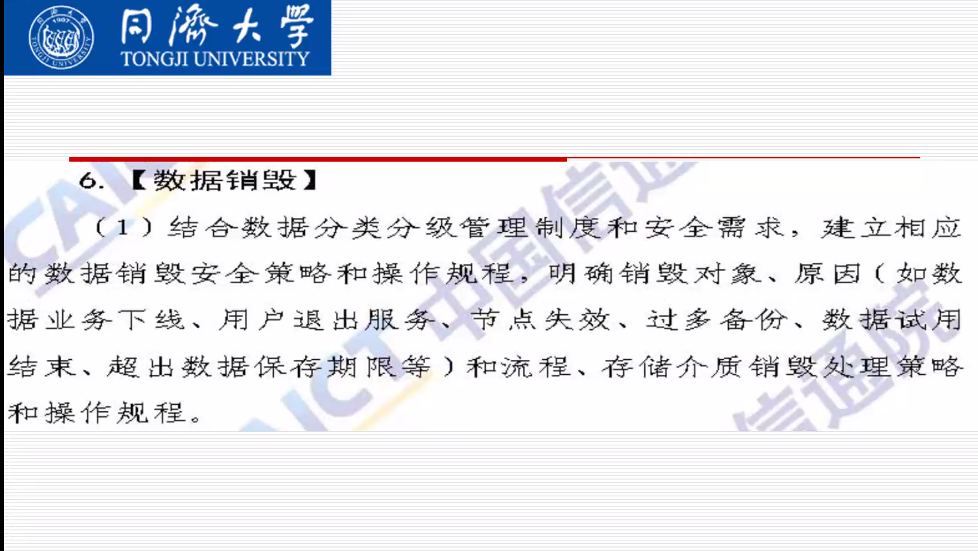 同濟大学
TONGJI UNIVERSITY
6.【数据销毁】
（1）结合数据分类分级管理制度和安全需求，建立相应
的数据销毁安全策略和操作规程，明确销毁对象、原因（如数
据业务下线、用户退出服务、节点失效、过多备份、数据试用
结束、超出数据保存期限等）和流程、存储介质销毁处理策略
和操作规程。
CAICT 中国信通院
CAICT
信通院